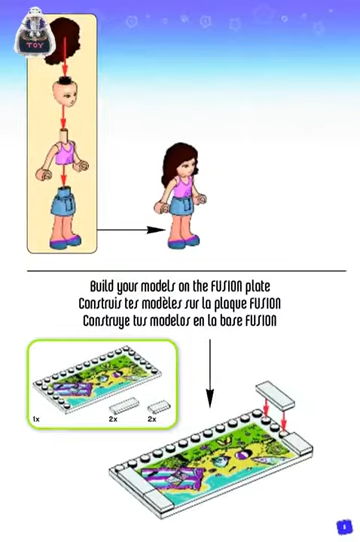 TOY
Build your models on the FUSION plate
Construis tes modèles sur la plaque FUSION
Construye tus modelos en la base FUSION
1x
2x
2x